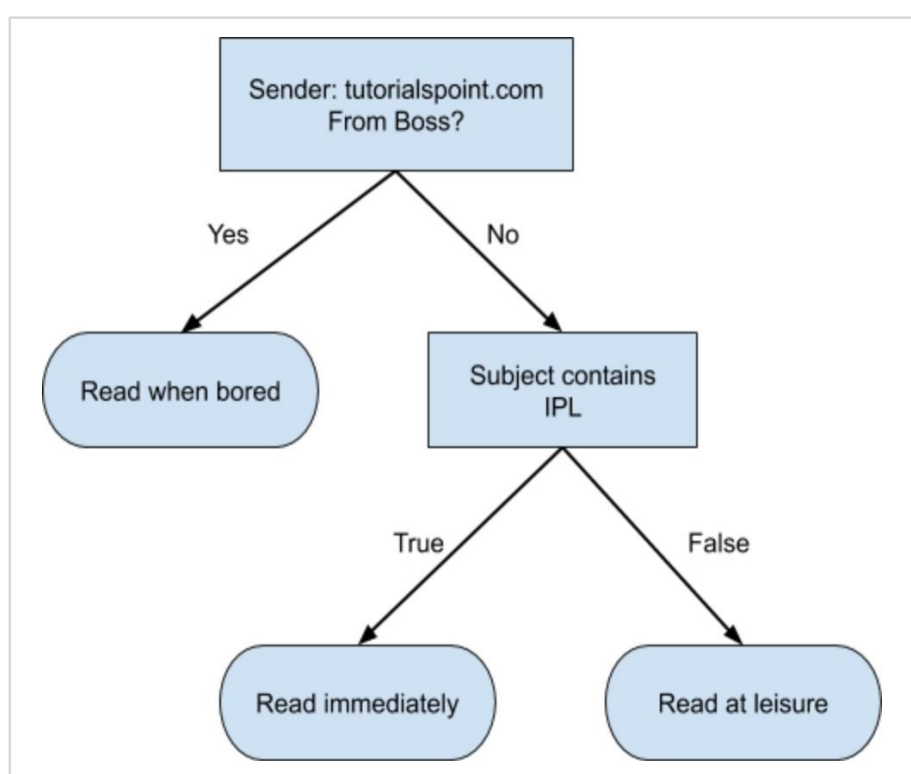 Sender: tutorialspoint.com
From Boss?
Yes
No
Read when bored
Subject contains
IPL
True
False
Read immediately
Read at leisure